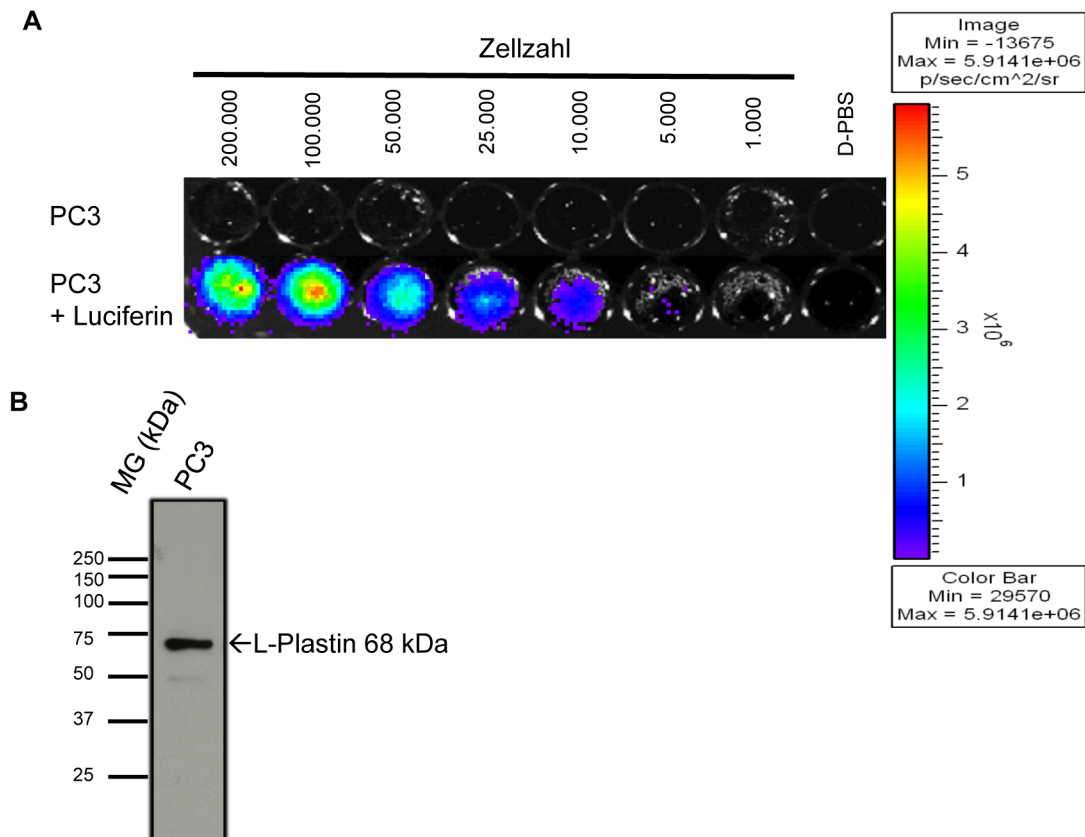 A
Zellzahl
200.000
100.000
50.000
25.000
10.000
5.000
1.000
D-PBS
PC3
PC3
+ Luciferin
Image
Min = -13675
Max = 5.9141e+06
p/sec/cm^2/sr
5
4
3
2
1
x10⁶
Color Bar
Min = 29570
Max = 5.9141e+06
B
MG (kDa)
PC3
250
150
100
75
50
37
25
←L-Plastin 68 kDa